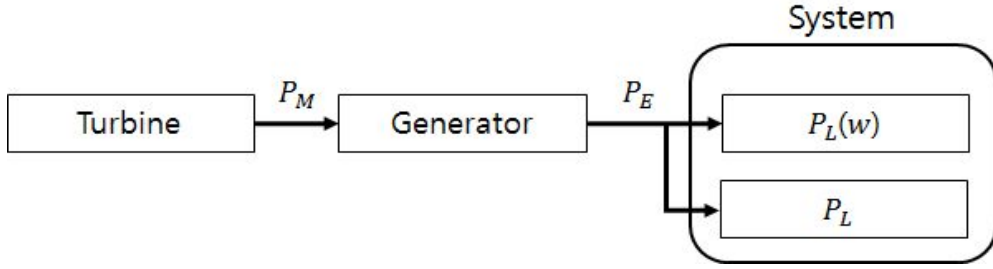 System
P_M
P_E
Turbine
Generator
P_L(w)
P_L